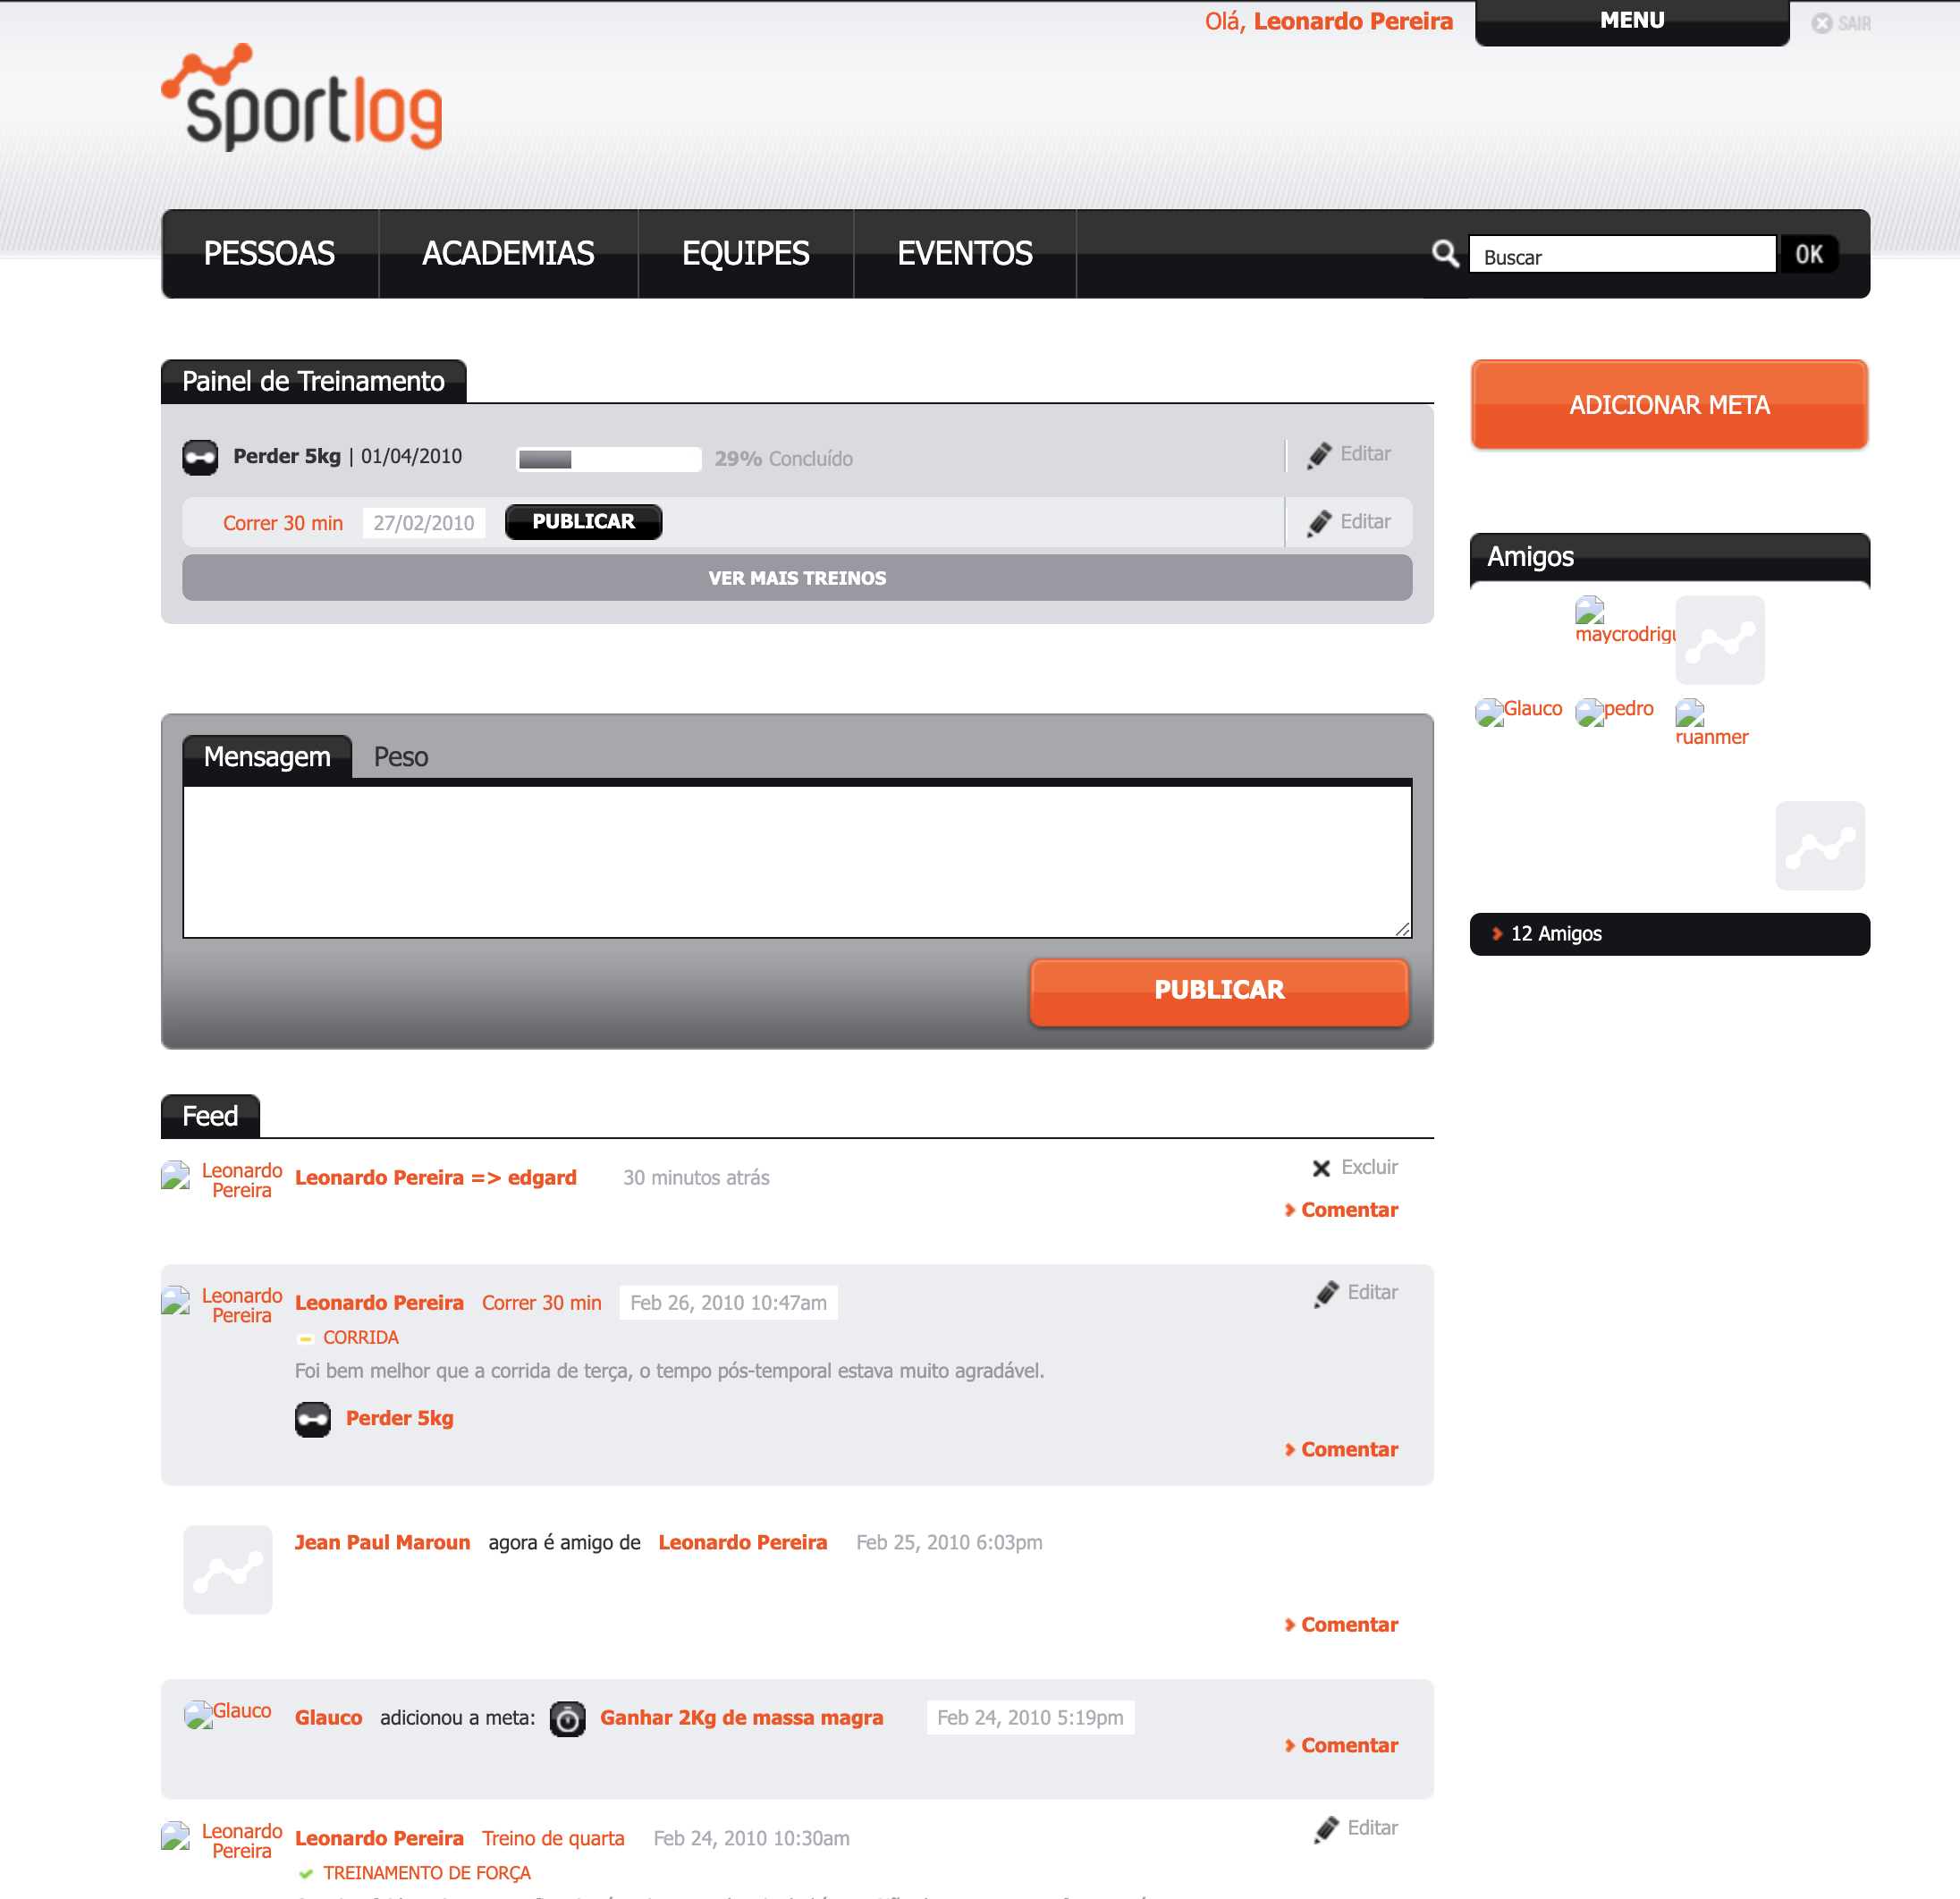 Olá, Leonardo Pereira
MENU
SAIR
sportlog
PESSOAS
ACADEMIAS
EQUIPES
EVENTOS
Buscar
OK
Painel de Treinamento
Perder 5kg | 01/04/2010
29% Concluído
Editar
Correr 30 min
27/02/2010
PUBLICAR
Editar
VER MAIS TREINOS
ADICIONAR META
Amigos
maycrodrigu
Glauco
pedro
ruanmer
12 Amigos
Mensagem
Peso
PUBLICAR
Feed
Leonardo
Pereira
Leonardo Pereira => edgard
30 minutos atrás
Excluir
Comentar
Leonardo
Pereira
Leonardo Pereira
Correr 30 min
Feb 26, 2010 10:47am
Editar
CORRIDA
Foi bem melhor que a corrida de terça, o tempo pós-temporal estava muito agradável.
Perder 5kg
Comentar
Jean Paul Maroun agora é amigo de Leonardo Pereira
Feb 25, 2010 6:03pm
Comentar
Glauco
Glauco adicionou a meta: Ganhar 2Kg de massa magra
Feb 24, 2010 5:19pm
Comentar
Leonardo
Pereira
Leonardo Pereira
Treino de quarta
Feb 24, 2010 10:30am
Editar
TREINAMENTO DE FORÇA